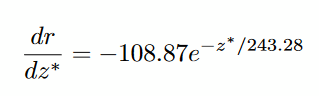 dr/dz* = −108.87e^{−z*/243.28}